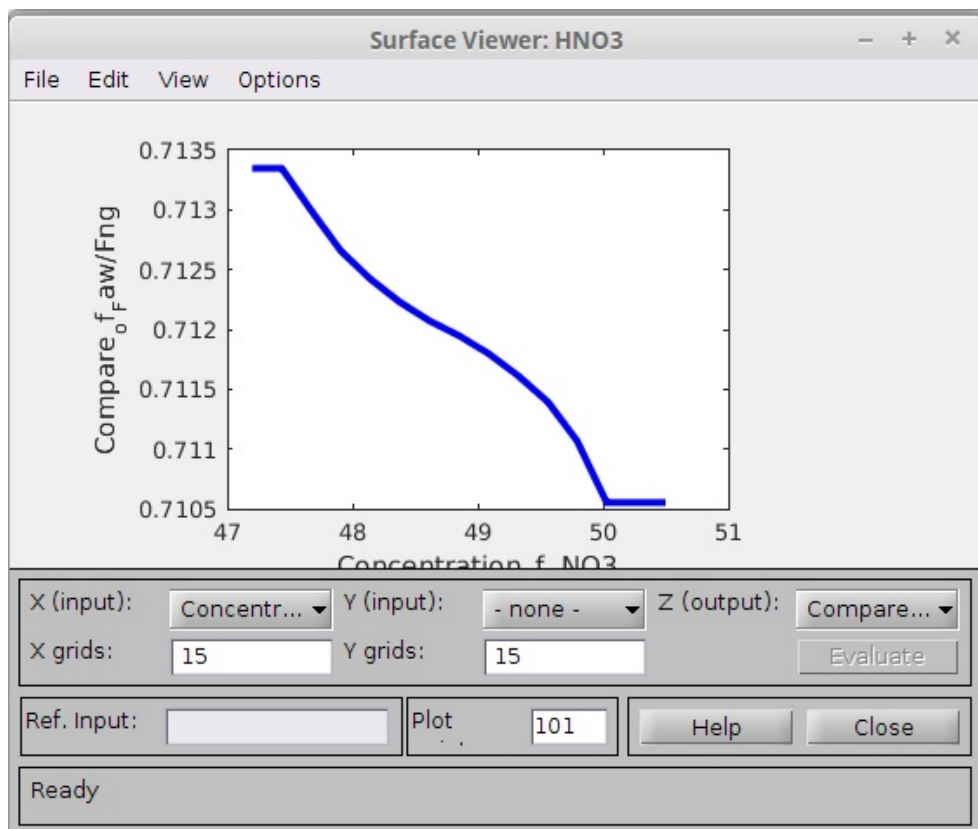 Surface Viewer: HNO3
File Edit View Options
Compare_of_Faw/Fng
0.7135
0.713
0.7125
0.712
0.7115
0.711
0.7105
47 48 49 50 51
X (input): Concentr... Y (input): - none - Z (output): Compare...
X grids: 15 Y grids: 15 Evaluate
Ref. Input: Plot 101 Help Close
Ready